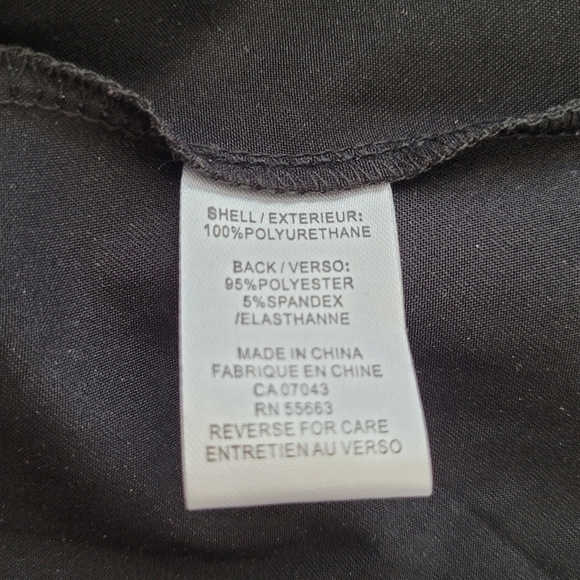 SHELL / EXTERIEUR:
100%POLYURETHANE
BACK / VERSO:
95%POLYESTER
5%SPANDEX
/ELASTHANNE
MADE IN CHINA
FABRIQUE EN CHINE
CA 07043
RN 55663
REVERSE FOR CARE
ENTRETIEN AU VERSO